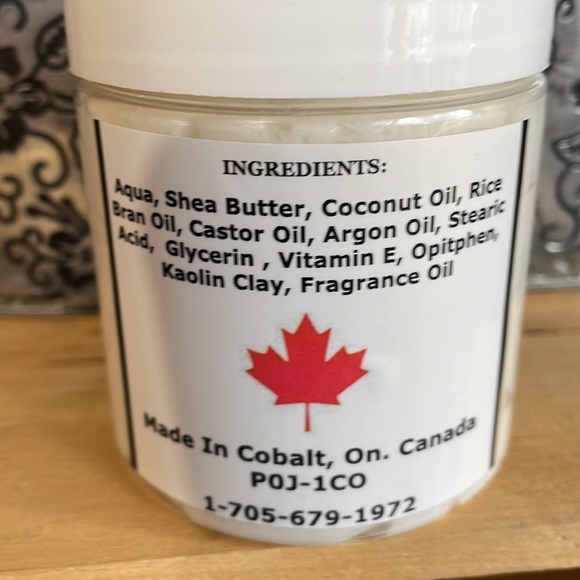 INGREDIENTS:
Aqua, Shea Butter, Coconut Oil, Rice
Bran Oil, Castor Oil, Argon Oil, Stearic
Acid, Glycerin , Vitamin E, Opitphen,
Kaolin Clay, Fragrance Oil
Made In Cobalt, On. Canada
P0J-1CO
1-705-679-1972